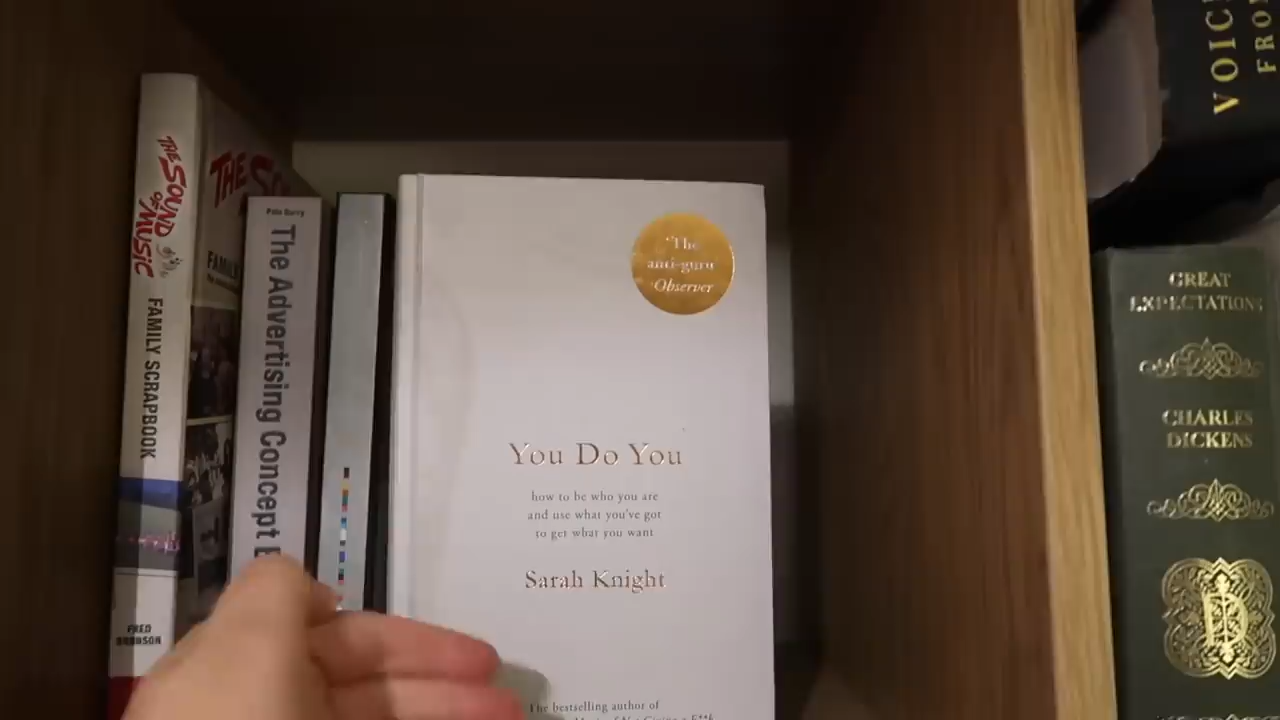 THE SOUND OF MUSIC
FAMILY SCRAPBOOK
FRED
BRONSON
THE SO
FAMIL
Pete Barry
The Advertising Concept
'The
anti-guru'
Observer
You Do You
how to be who you are
and use what you've got
to get what you want
Sarah Knight
The bestselling author of
GREAT
EXPECTATIONS
CHARLES
DICKENS
D
VOIC
FRO